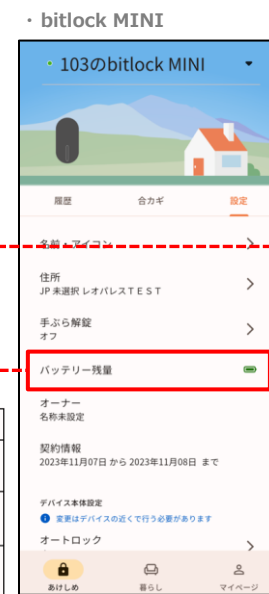 ・bitlock MINI
103のbitlock MINI
履歴
合カギ
設定
名前・アイコン
住所
JP 未選択 レオパレスＴＥＳＴ
手ぶら解錠
オフ
バッテリー残量
オーナー
名称未設定
契約情報
2023年11月07日 から 2023年11月08日 まで
デバイス本体設定
変更はデバイスの近くで行う必要があります
オートロック
あけしめ
暮らし
マイページ